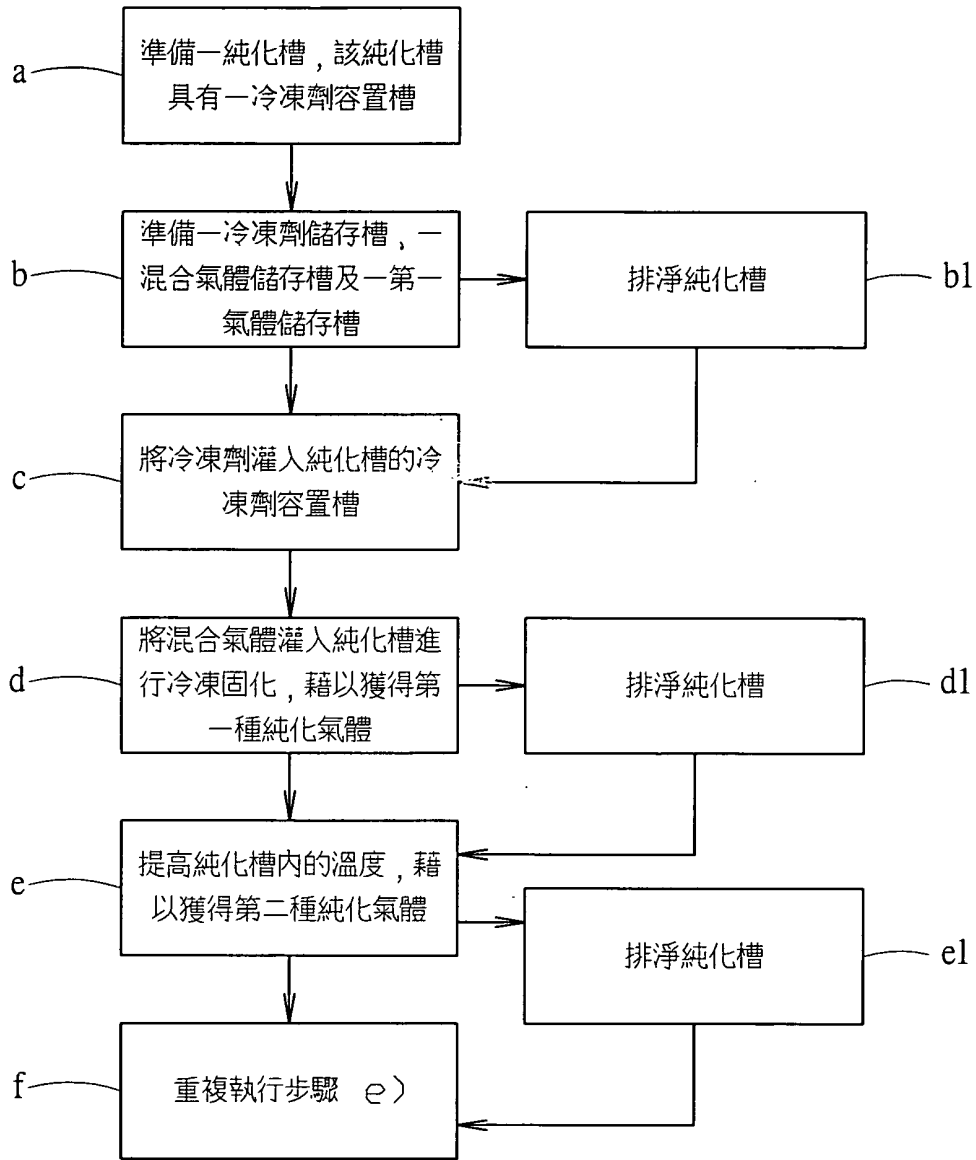 a
準備一純化槽，該純化槽
具有一冷凍劑容置槽
b
準備一冷凍劑儲存槽、一
混合氣體儲存槽及一第一
氣體儲存槽
排淨純化槽
b1
c
將冷凍劑灌入純化槽的冷
凍劑容置槽
d
將混合氣體灌入純化槽進
行冷凍固化，藉以獲得第
一種純化氣體
排淨純化槽
d1
e
提高純化槽內的溫度，藉
以獲得第二種純化氣體
排淨純化槽
e1
f
重複執行步驟 e）